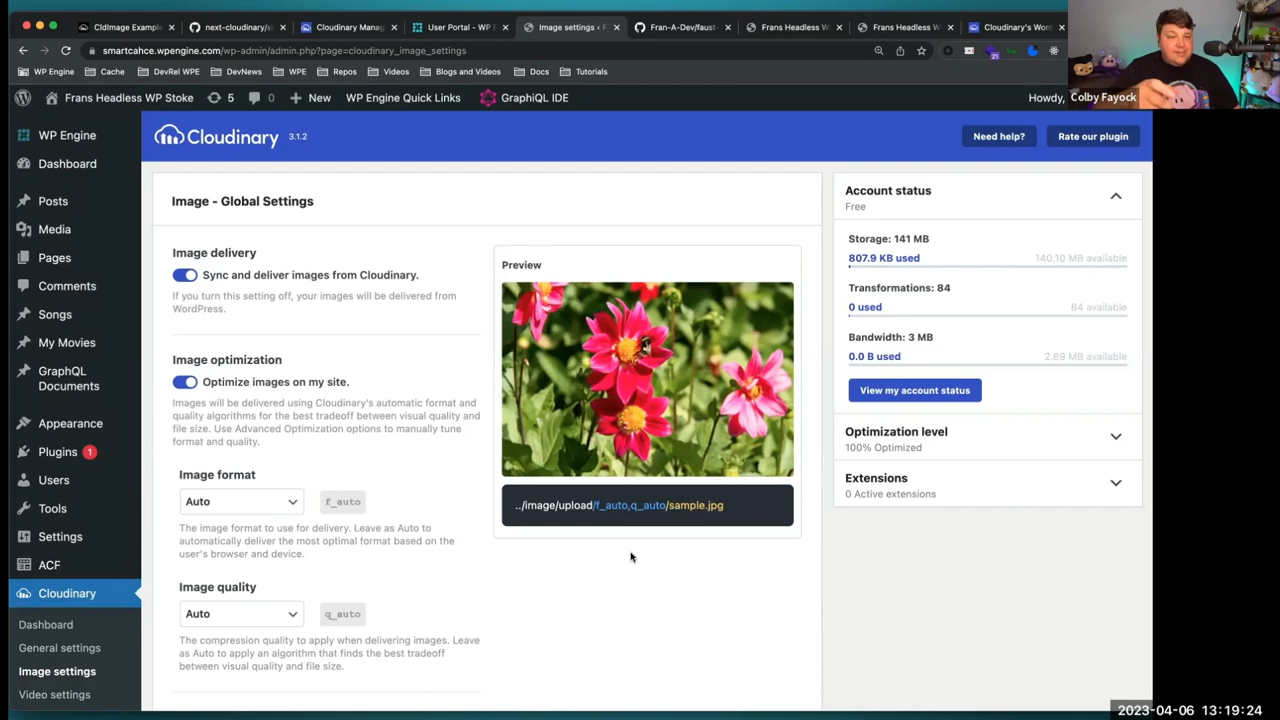 CldImage Example
next-cloudinary/s
Cloudinary Manag
User Portal - WP E
Image settings ‹ F
Fran-A-Dev/faust
Frans Headless W
Frans Headless W
Cloudinary's Word
smartcahce.wpengine.com/wp-admin/admin.php?page=cloudinary_image_settings
21
WP Engine
Cache
DevRel WPE
DevNews
WPE
Repos
Videos
Blogs and Videos
Docs
Tutorials
Frans Headless WP Stoke
5
0
New
WP Engine Quick Links
GraphiQL IDE
Howdy,
Colby Fayock
WP Engine
Dashboard
Posts
Media
Pages
Comments
Songs
My Movies
GraphQL
Documents
Appearance
Plugins 1
Users
Tools
Settings
ACF
Cloudinary
Dashboard
General settings
Image settings
Video settings
Cloudinary 3.1.2
Need help?
Rate our plugin
Image - Global Settings
Image delivery
Sync and deliver images from Cloudinary.
If you turn this setting off, your images will be delivered from
WordPress.
Image optimization
Optimize images on my site.
Images will be delivered using Cloudinary's automatic format and
quality algorithms for the best tradeoff between visual quality and
file size. Use Advanced Optimization options to manually tune
format and quality.
Image format
Auto
f_auto
The image format to use for delivery. Leave as Auto to
automatically deliver the most optimal format based on the
user's browser and device.
Image quality
Auto
q_auto
The compression quality to apply when delivering images. Leave
as Auto to apply an algorithm that finds the best tradeoff
between visual quality and file size.
Preview
../image/upload/f_auto,q_auto/sample.jpg
Account status
Free
Storage: 141 MB
807.9 KB used
140.10 MB available
Transformations: 84
0 used
84 available
Bandwidth: 3 MB
0.0 B used
2.89 MB available
View my account status
Optimization level
100% Optimized
Extensions
0 Active extensions
2023-04-06 13:19:24